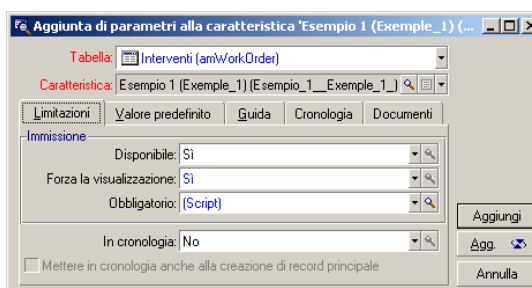 Aggiunta di parametri alla caratteristica 'Esempio 1 (Exemple_1) (...
Tabella: Interventi (amWorkOrder)
Caratteristica: Esempio 1 (Exemple_1) (Esempio_1__Exemple_1_)
Limitazioni Valore predefinito Guida Cronologia Documenti
Immissione
Disponibile: Sì
Forza la visualizzazione: Sì
Obbligatorio: (Script)
In cronologia: No
Mettere in cronologia anche alla creazione di record principale
Aggiungi
Agg.
Annulla